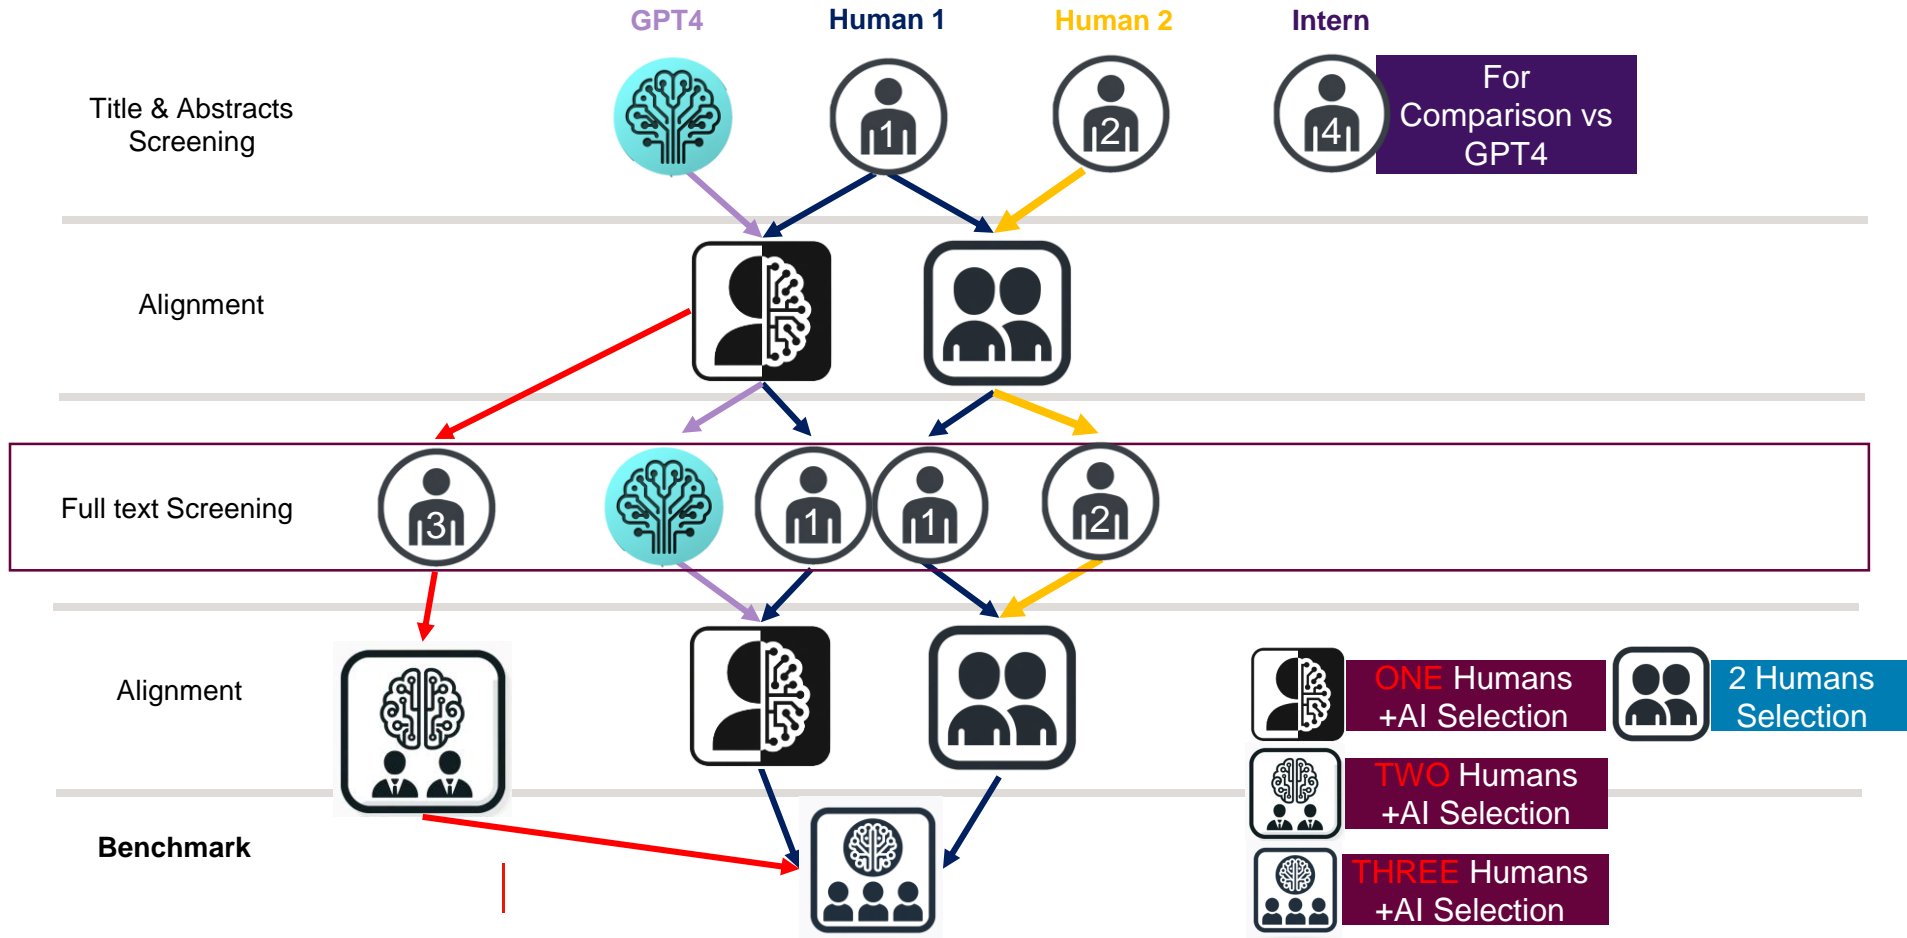 GPT4
Human 1
Human 2
Intern
Title & Abstracts
Screening
1
2
4
For
Comparison vs
GPT4
Alignment
Full text Screening
3
1
1
2
Alignment
ONE Humans
+AI Selection
2 Humans
Selection
TWO Humans
+AI Selection
Benchmark
THREE Humans
+AI Selection